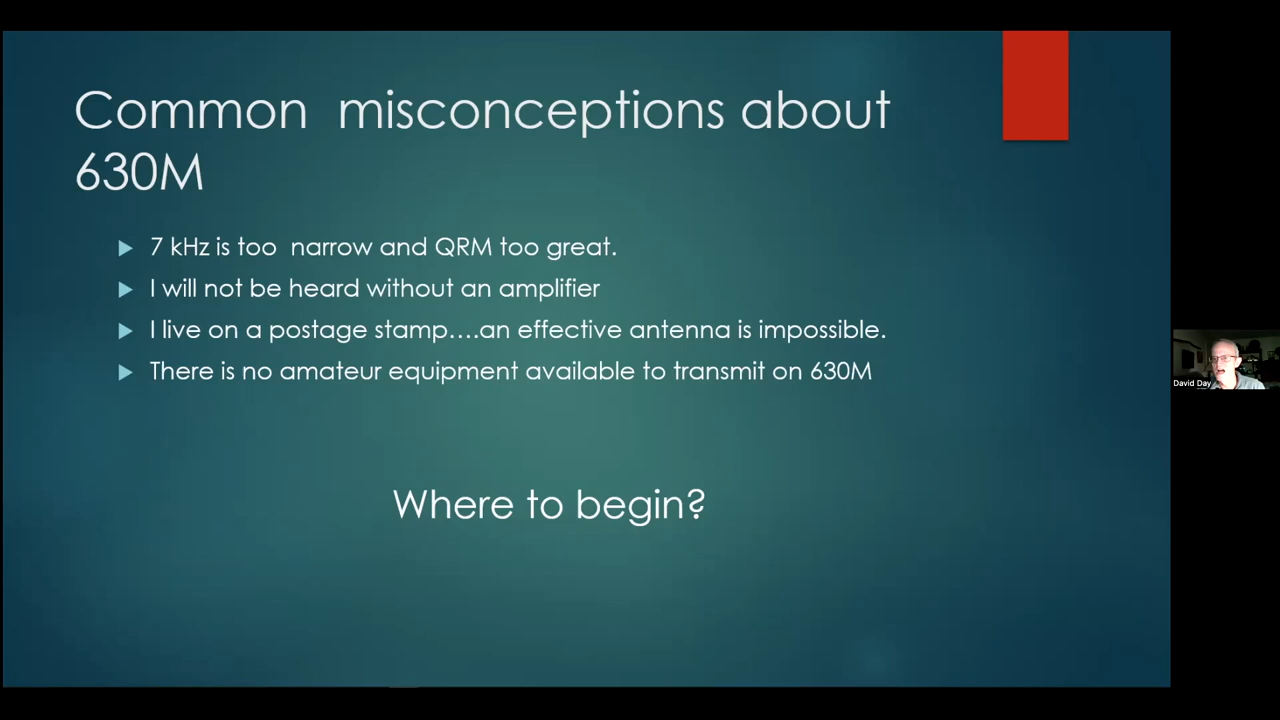 Common misconceptions about
630M
7 kHz is too narrow and QRM too great.
I will not be heard without an amplifier
I live on a postage stamp....an effective antenna is impossible.
There is no amateur equipment available to transmit on 630M
Where to begin?
David Day